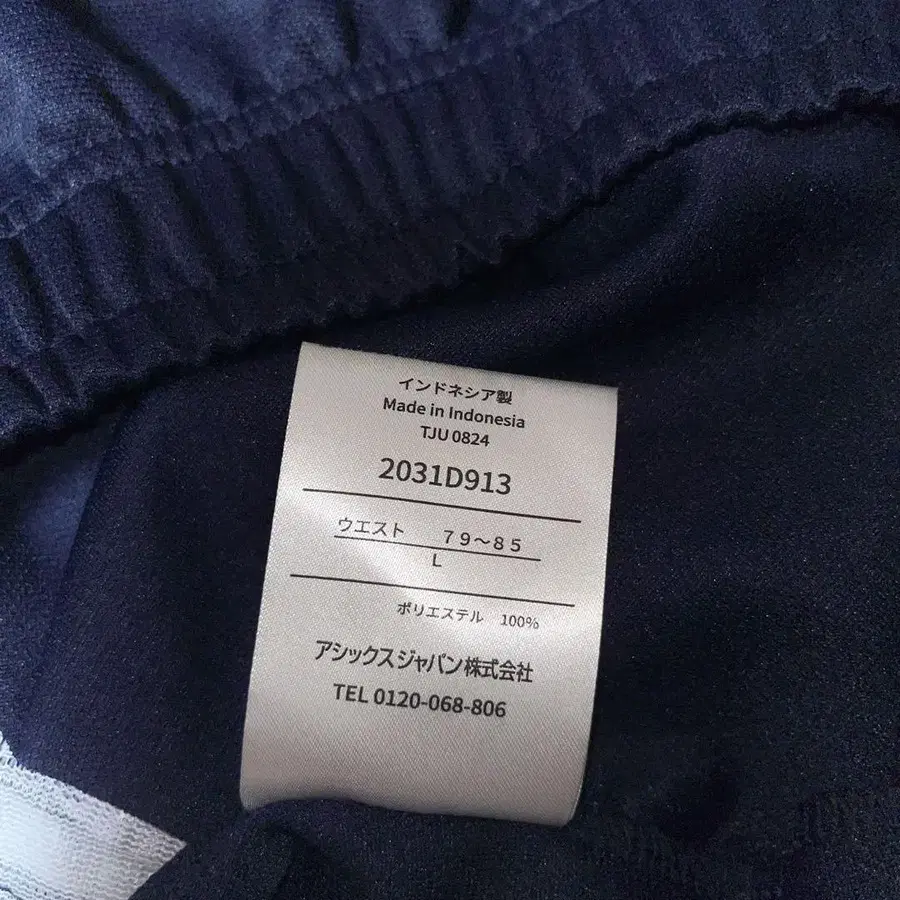 インドネシア製
Made in Indonesia
TJU 0824
2031D913
ウエスト　７９～８５
L
ポリエステル　100%
アシックスジャパン株式会社
TEL 0120-068-806